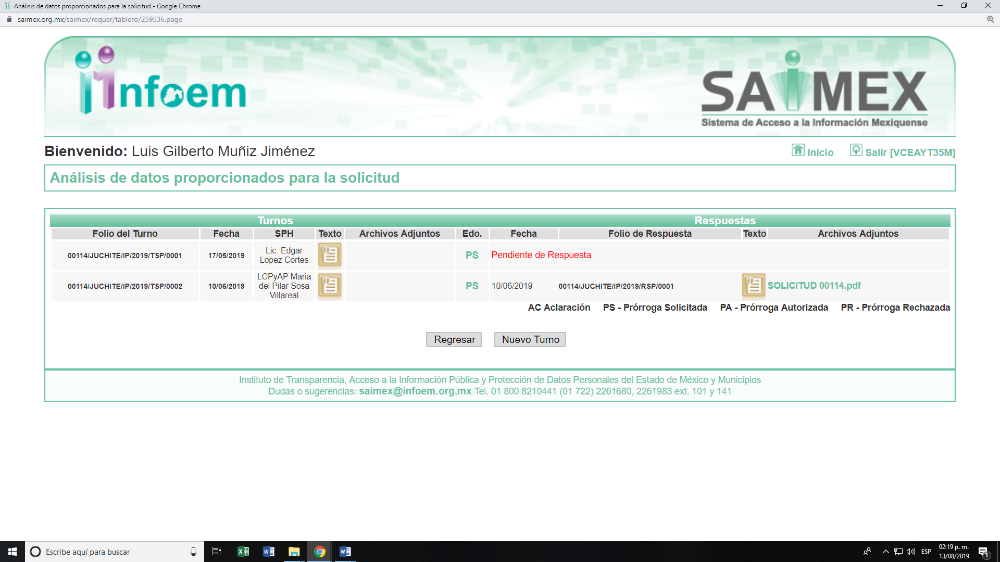 Análisis de datos proporcionados para la solicitud - Google Chrome
saimex.org.mx/saimex/requer/tablero/259536.page
infoem
SAIMEX
Sistema de Acceso a la Información Mexiquense
Bienvenido: Luis Gilberto Muñiz Jiménez
Inicio Salir [VCEAYT35M]
Análisis de datos proporcionados para la solicitud
Turnos Respuestas
Folio del Turno Fecha SPH Texto Archivos Adjuntos Edo. Fecha Folio de Respuesta Texto Archivos Adjuntos
00114/JUCHITE/IP/2019/TSP/0001 17/05/2019 Lic. Edgar Lopez Cortes PS Pendiente de Respuesta
00114/JUCHITE/IP/2019/TSP/0002 10/06/2019 LCPyAP Maria del Pilar Sosa Villareal PS 10/06/2019 00114/JUCHITE/IP/2019/RSP/0001 SOLICITUD 00114.pdf
AC Aclaración PS - Prórroga Solicitada PA - Prórroga Autorizada PR - Prórroga Rechazada
Regresar Nuevo Turno
Instituto de Transparencia, Acceso a la Información Pública y Protección de Datos Personales del Estado de México y Municipios
Dudas o sugerencias: saimex@infoem.org.mx Tel. 01 800 8210441 (01 722) 2261680, 2261983 ext. 101 y 141
Escribe aquí para buscar
ESP
02:19 p. m.
13/08/2019
1